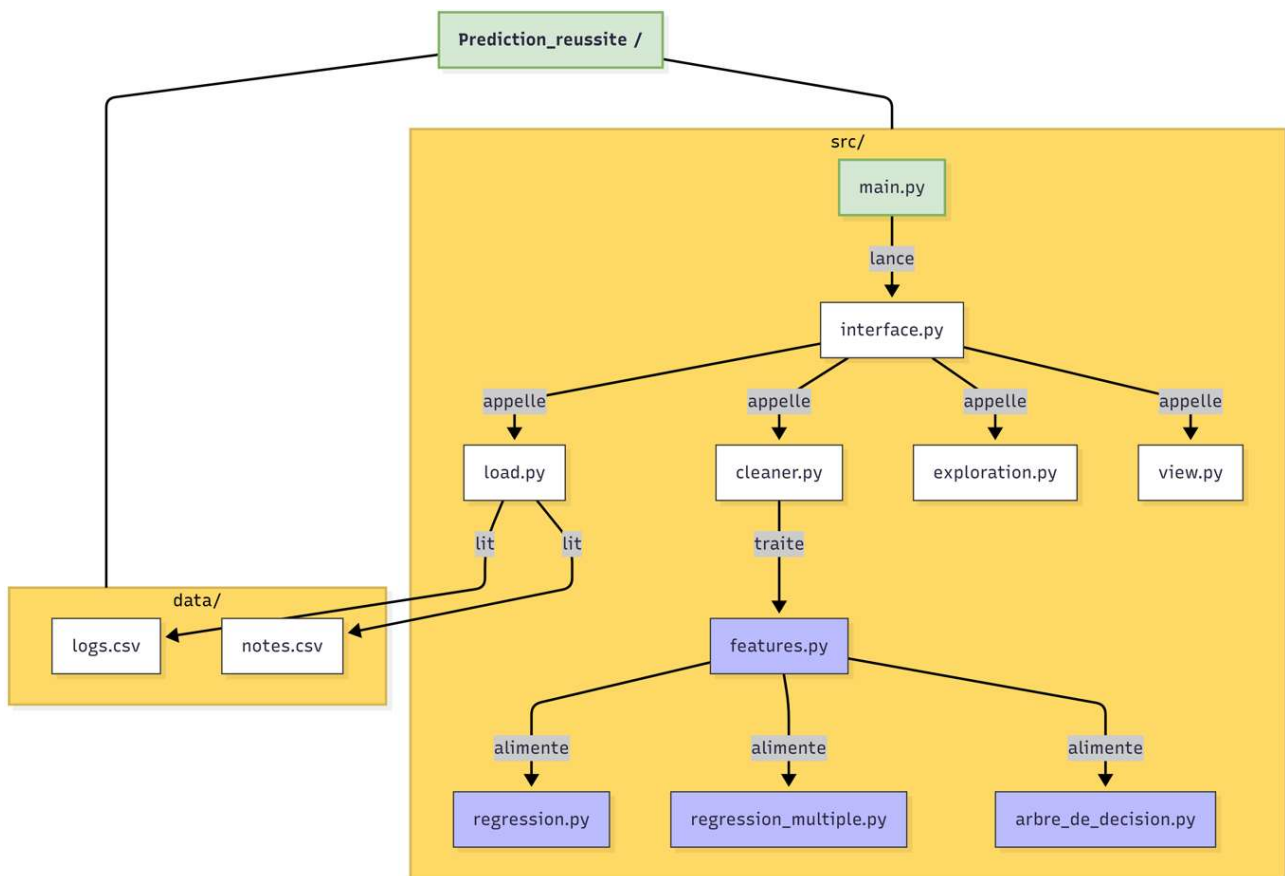 Prediction_reussite /
src/
main.py
lance
interface.py
appelle
appelle
appelle
appelle
load.py
cleaner.py
exploration.py
view.py
lit
lit
traite
data/
logs.csv
notes.csv
features.py
alimente
alimente
alimente
regression.py
regression_multiple.py
arbre_de_decision.py